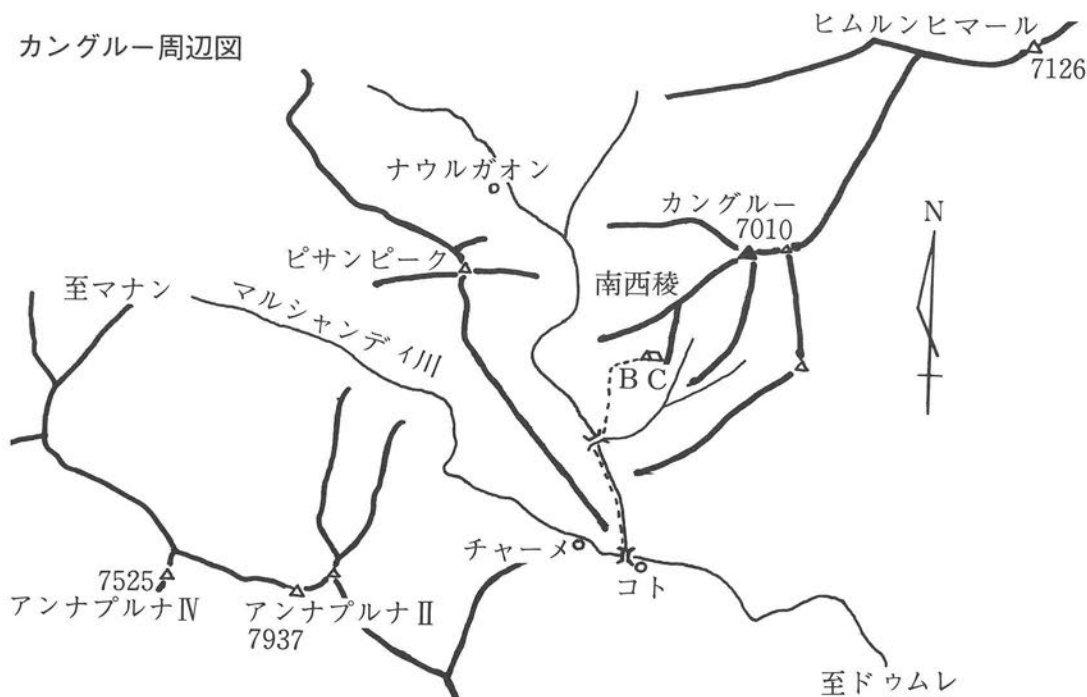 カングルー周辺図
ヒムルンヒマール
7126
ナウルガオン
カングルー
7010
N
ピサンピーク
南西稜
至マナン
マルシャンディ川
BC
チャーメ
コト
7525
アンナプルナⅣ
アンナプルナⅡ
7937
至ドゥムレ